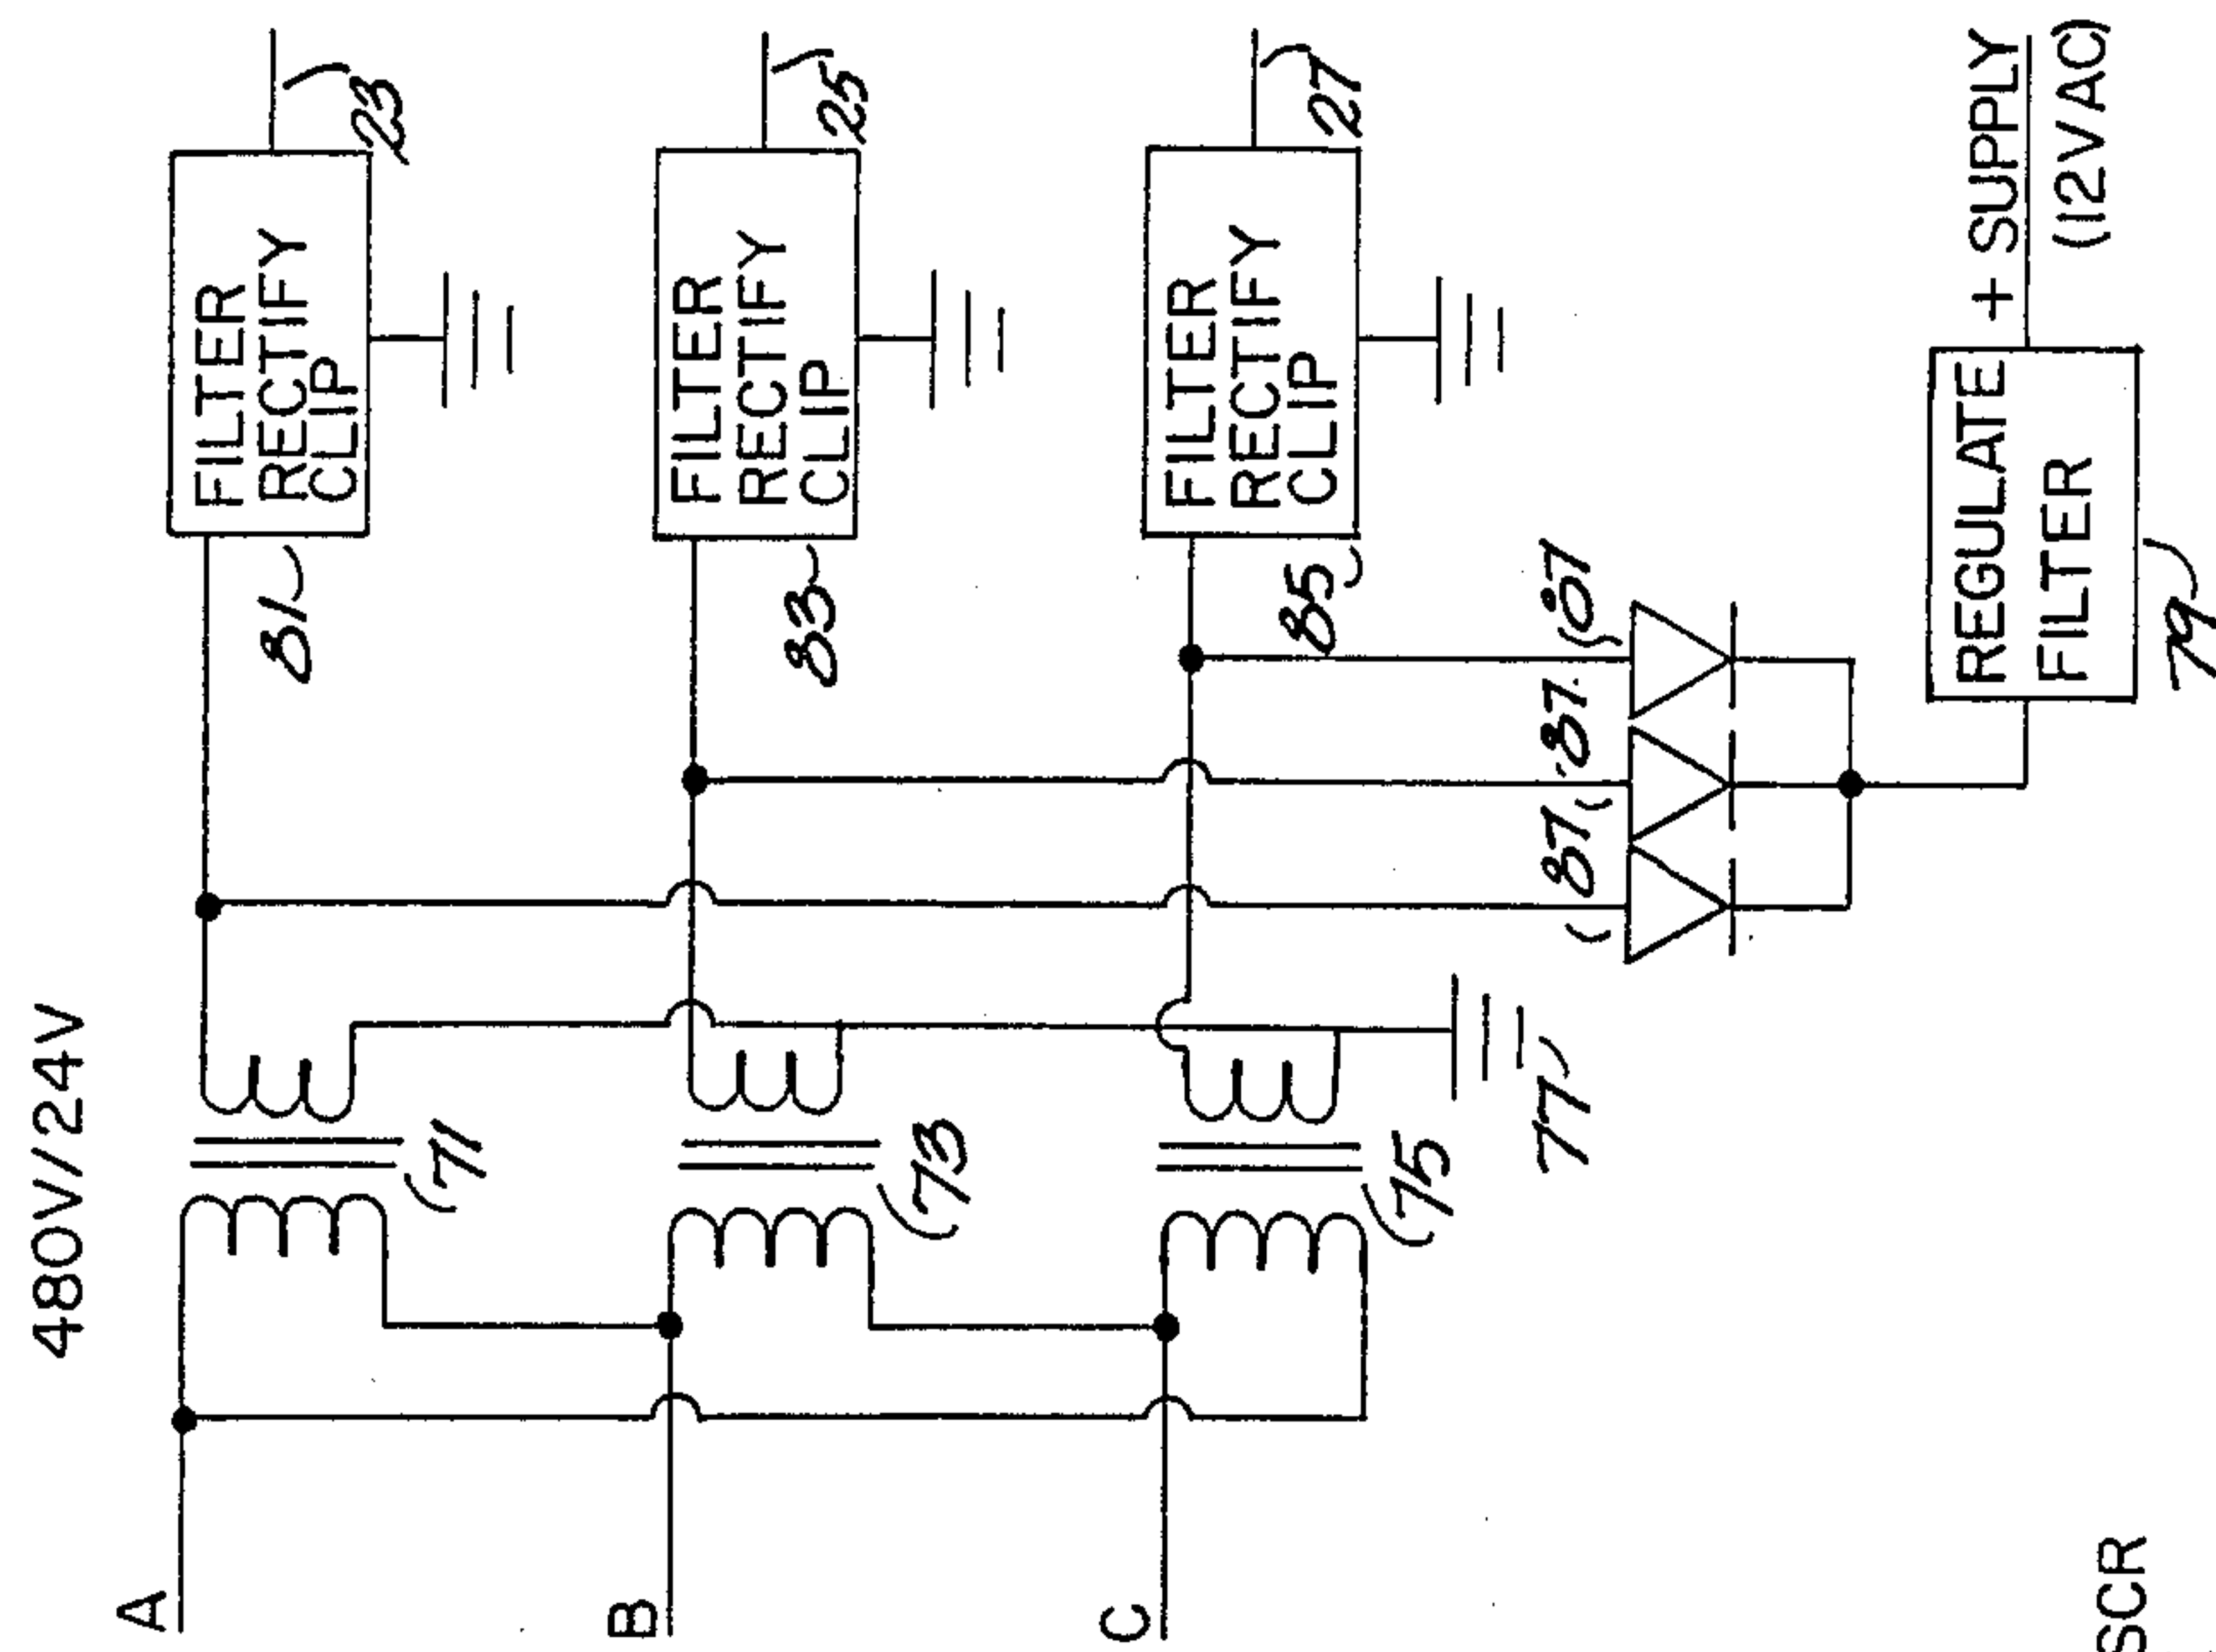 480V/24V
A
B
C
71
73
75
77
81
83
85
87
87
87
FILTER
RECTIFY
CLIP
23
FILTER
RECTIFY
CLIP
25
FILTER
RECTIFY
CLIP
27
REGULATE
FILTER
79
+ SUPPLY
(12VAC)
SCR